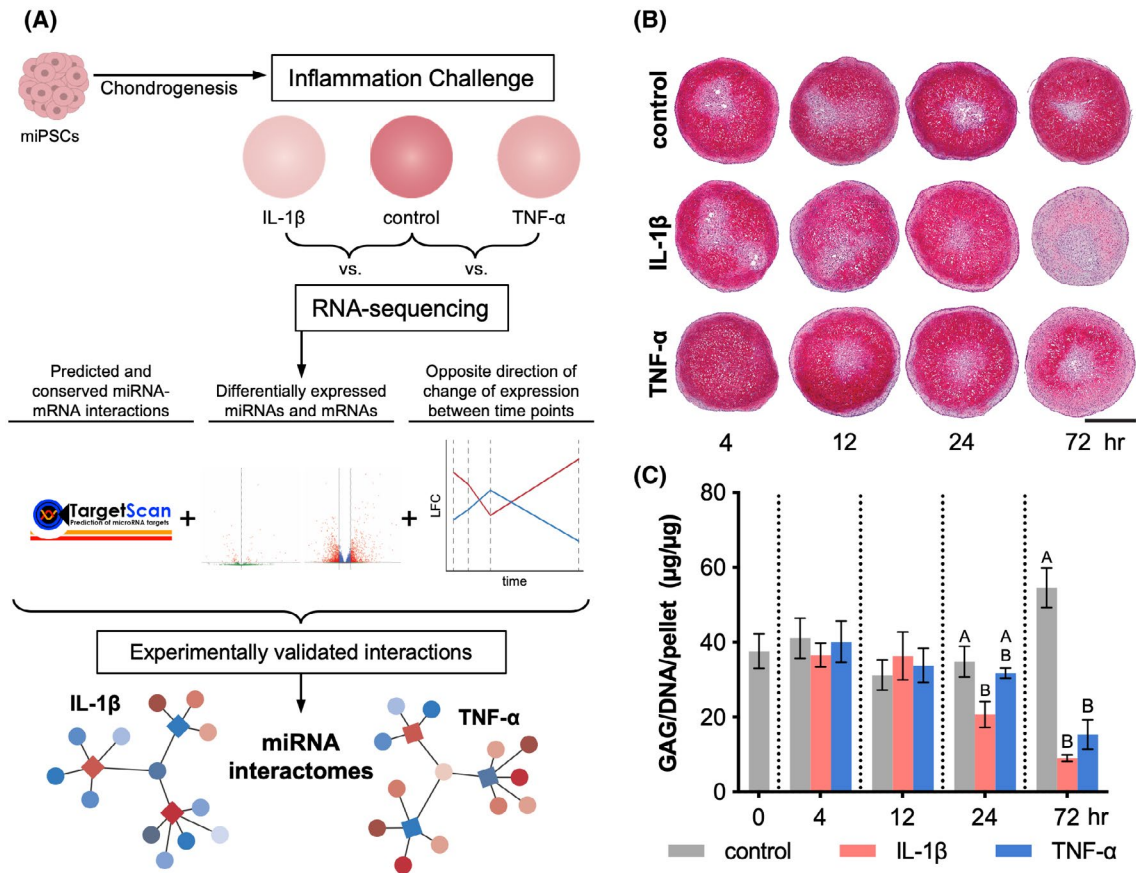 (A)
miPSCs
Chondrogenesis
Inflammation Challenge
IL-1β
control
TNF-α
vs.
vs.
RNA-sequencing
Predicted and
conserved miRNA-
mRNA interactions
Differentially expressed
miRNAs and mRNAs
Opposite direction of
change of expression
between time points
TargetScan
Prediction of microRNA targets
+
+
LFC
time
Experimentally validated interactions
IL-1β
miRNA
interactomes
TNF-α
(B)
control
IL-1β
TNF-α
4 12 24 72 hr
(C)
GAG/DNA/pellet (µg/µg)
80
60
40
20
0
A
B
A
B
A
B
B
0 4 12 24 72 hr
control IL-1β TNF-α